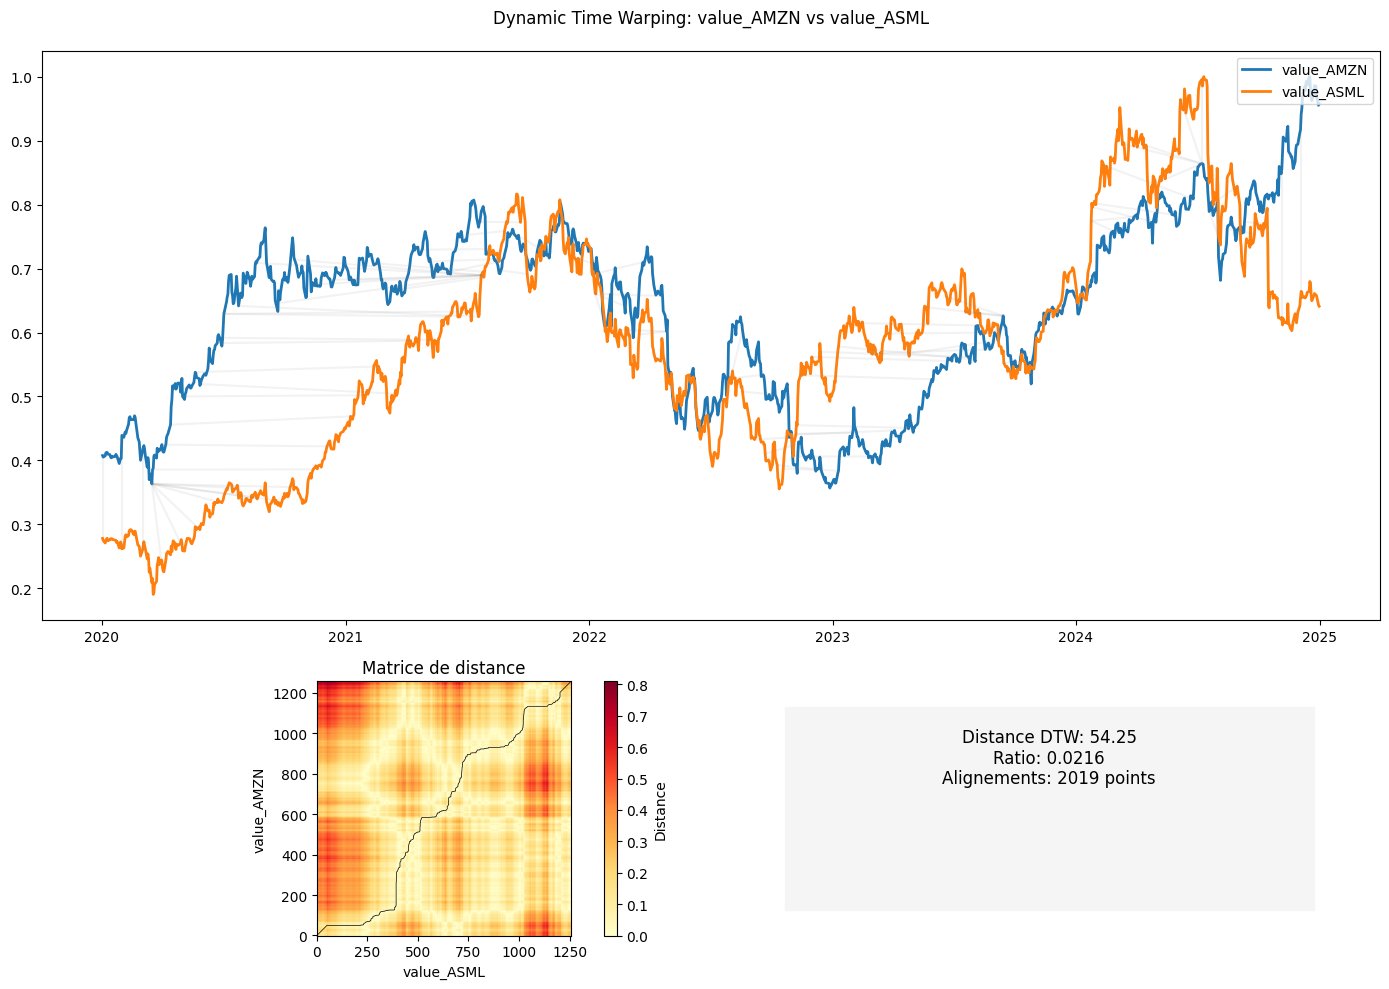 Dynamic Time Warping: value_AMZN vs value_ASML
value_AMZN
value_ASML
1.0
0.9
0.8
0.7
0.6
0.5
0.4
0.3
0.2
2020 2021 2022 2023 2024 2025
Matrice de distance
value_AMZN
1200
1000
800
600
400
200
0
0 250 500 750 1000 1250
value_ASML
0.8
0.7
0.6
0.5
0.4
0.3
0.2
0.1
0.0
Distance
Distance DTW: 54.25
Ratio: 0.0216
Alignements: 2019 points